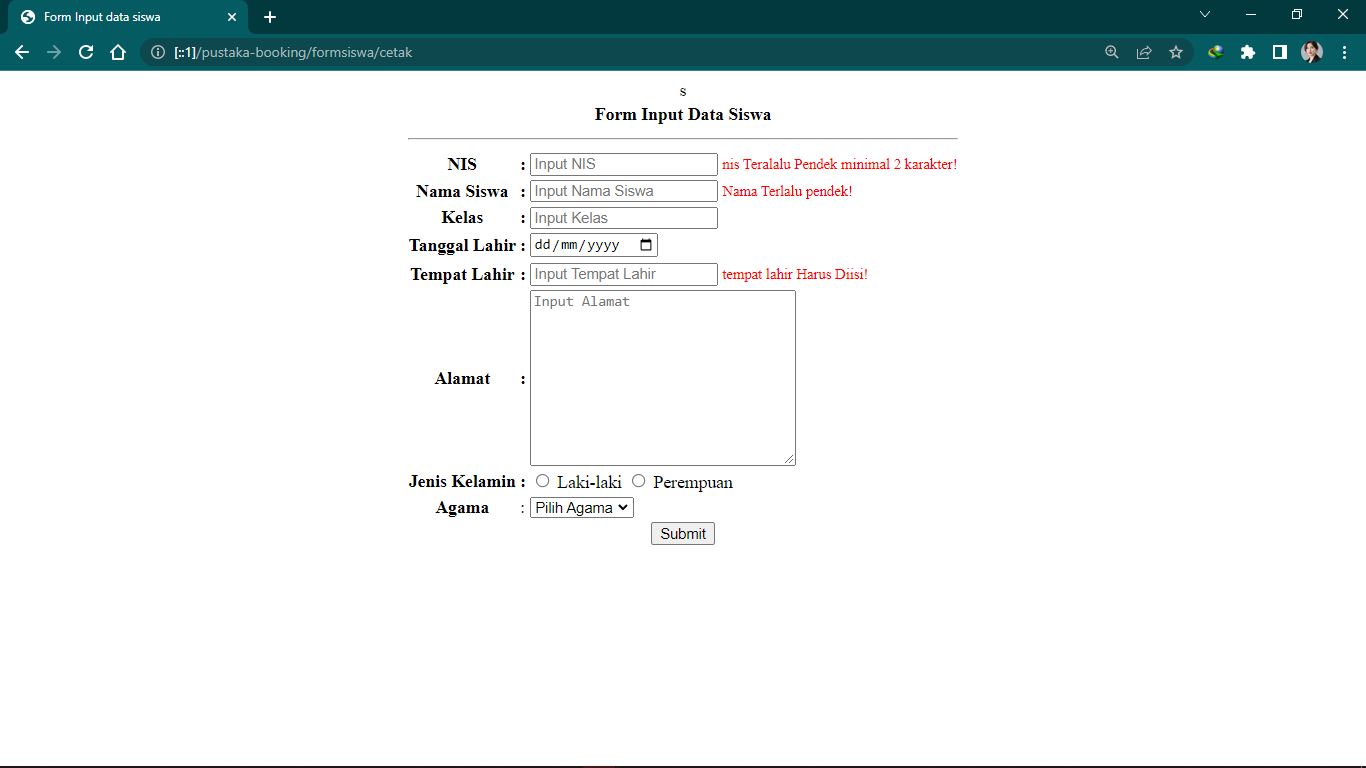 Form Input data siswa
[::1]/pustaka-booking/formsiswa/cetak
s
Form Input Data Siswa
NIS : Input NIS nis Teralalu Pendek minimal 2 karakter!
Nama Siswa : Input Nama Siswa Nama Terlalu pendek!
Kelas : Input Kelas
Tanggal Lahir : dd/mm/yyyy
Tempat Lahir : Input Tempat Lahir tempat lahir Harus Diisi!
Alamat : Input Alamat
Jenis Kelamin : Laki-laki Perempuan
Agama : Pilih Agama
Submit